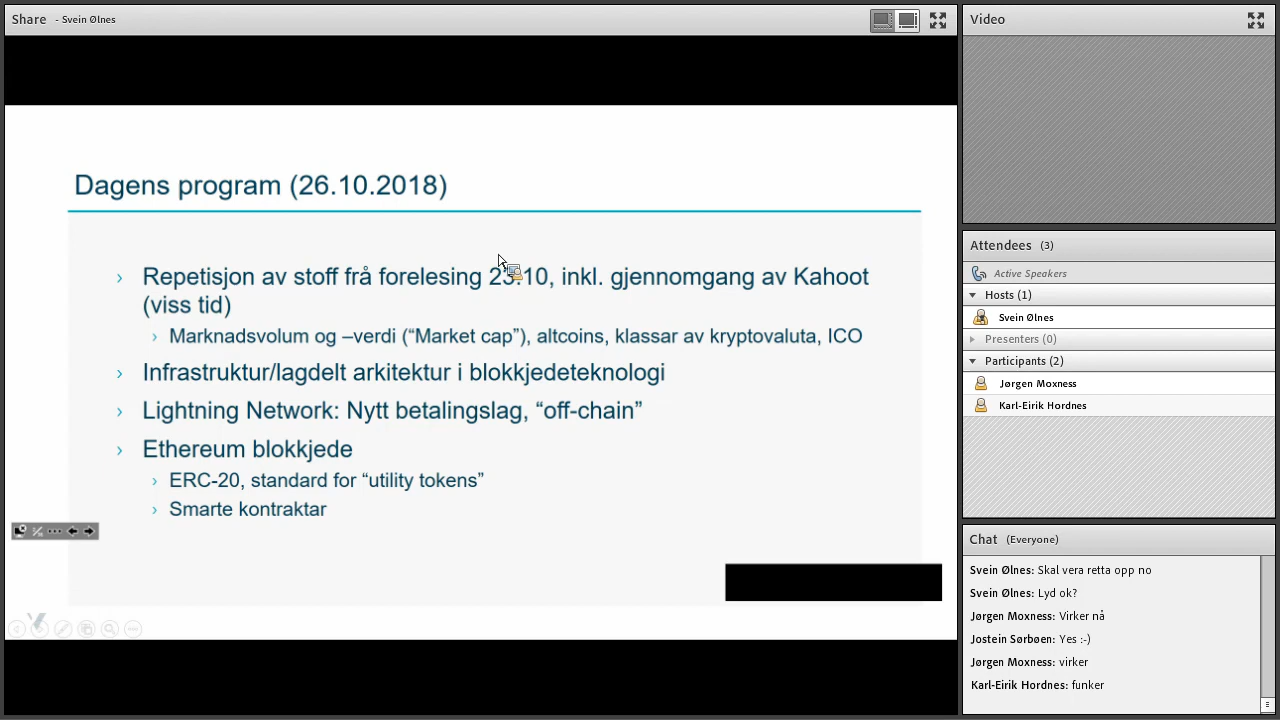 Share - Svein Ølnes
Dagens program (26.10.2018)
› Repetisjon av stoff frå forelesing 23.10, inkl. gjennomgang av Kahoot
(viss tid)
› Marknadsvolum og –verdi (“Market cap”), altcoins, klassar av kryptovaluta, ICO
› Infrastruktur/lagdelt arkitektur i blokkjedeteknologi
› Lightning Network: Nytt betalingslag, “off-chain”
› Ethereum blokkjede
› ERC-20, standard for “utility tokens”
› Smarte kontraktar
Video
Attendees (3)
Active Speakers
Hosts (1)
Svein Ølnes
Presenters (0)
Participants (2)
Jørgen Moxness
Karl-Eirik Hordnes
Chat (Everyone)
Svein Ølnes: Skal vera retta opp no
Svein Ølnes: Lyd ok?
Jørgen Moxness: Virker nå
Jostein Sørbøen: Yes :-)
Jørgen Moxness: virker
Karl-Eirik Hordnes: funker